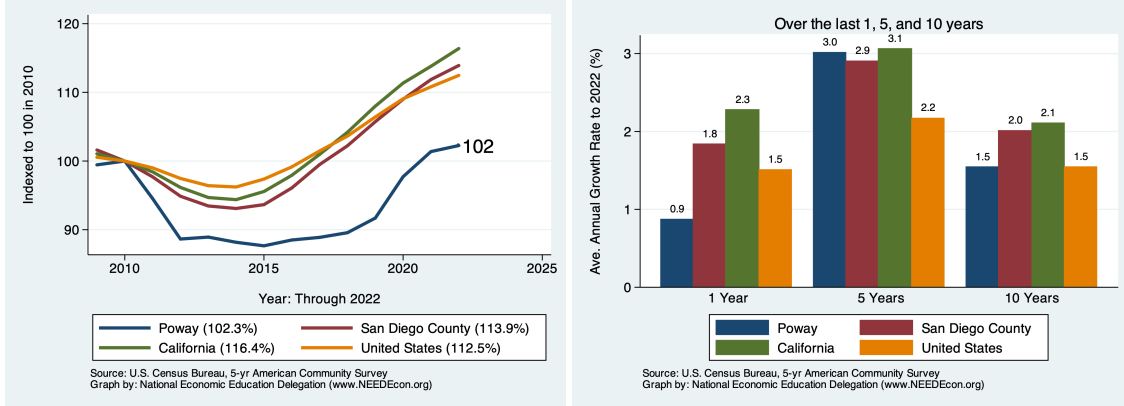 Indexed to 100 in 2010
120
110
100
90
102
2010
2015
2020
2025
Year: Through 2022
Poway (102.3%)
San Diego County (113.9%)
California (116.4%)
United States (112.5%)
Source: U.S. Census Bureau, 5-yr American Community Survey
Graph by: National Economic Education Delegation (www.NEEDEcon.org)
Over the last 1, 5, and 10 years
Ave. Annual Growth Rate to 2022 (%)
3
2
1
0
0.9
1.8
2.3
1.5
3.0
2.9
3.1
2.2
1.5
2.0
2.1
1.5
1 Year
5 Years
10 Years
Poway
San Diego County
California
United States
Source: U.S. Census Bureau, 5-yr American Community Survey
Graph by: National Economic Education Delegation (www.NEEDEcon.org)